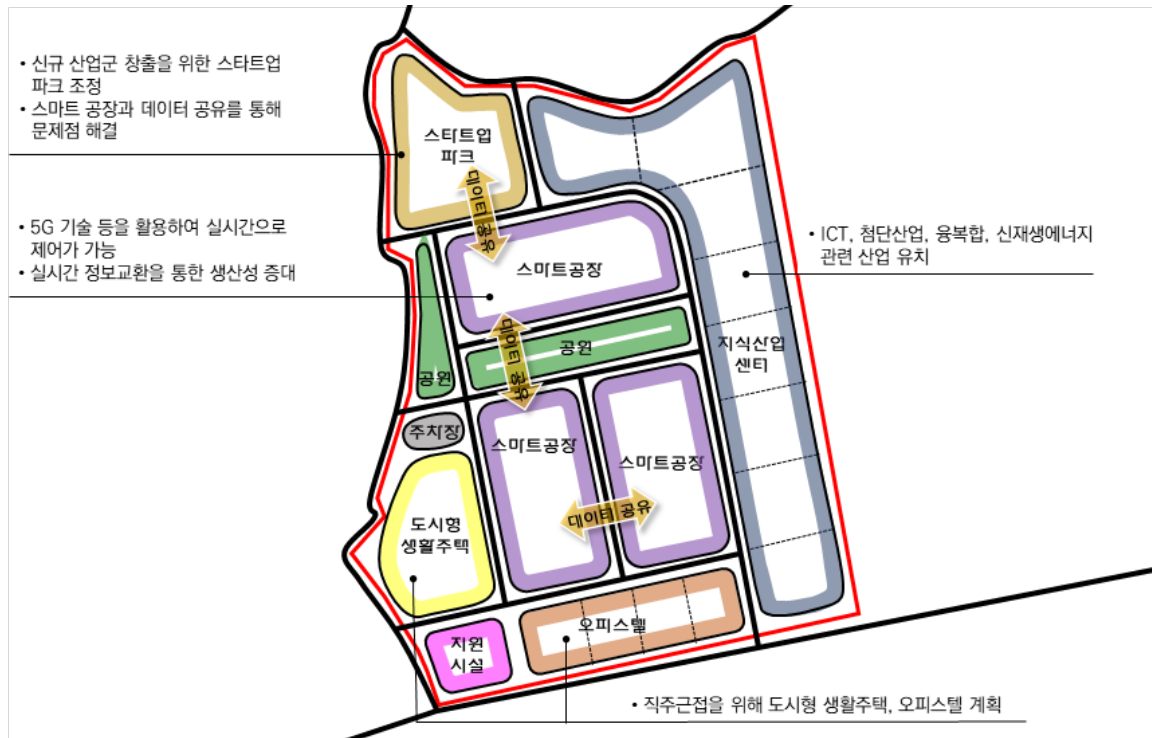 • 신규 산업군 창출을 위한 스타트업
파크 조정
• 스마트 공장과 데이터 공유를 통해
문제점 해결
• 5G 기술 등을 활용하여 실시간으로
제어가 가능
• 실시간 정보교환을 통한 생산성 증대
스타트업
파크
데이터 공유
스마트공장
• ICT, 첨단산업, 융복합, 신재생에너지
관련 산업 유치
데이터 공유
공원
지식산업
센터
공원
주차장
스마트공장
스마트공장
데이터 공유
도시형
생활주택
오피스텔
지원
시설
• 직주근접을 위해 도시형 생활주택, 오피스텔 계획